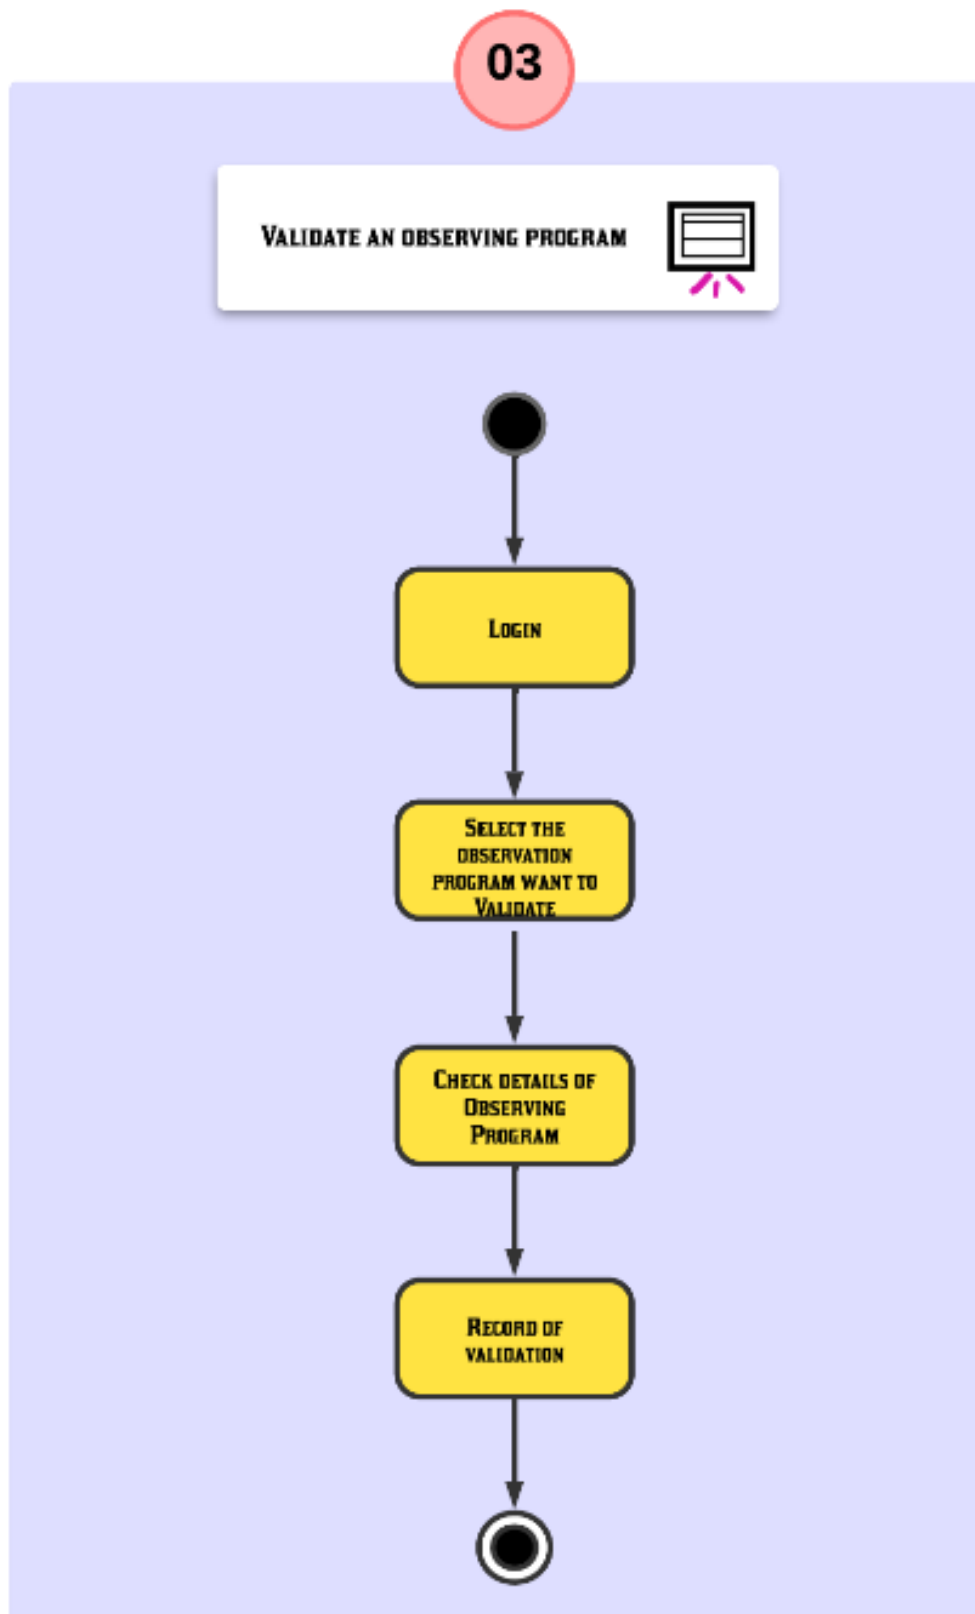 03
Validate an observing program
Login
Select the
observation
program want to
Validate
Check details of
Observing
Program
Record of
validation